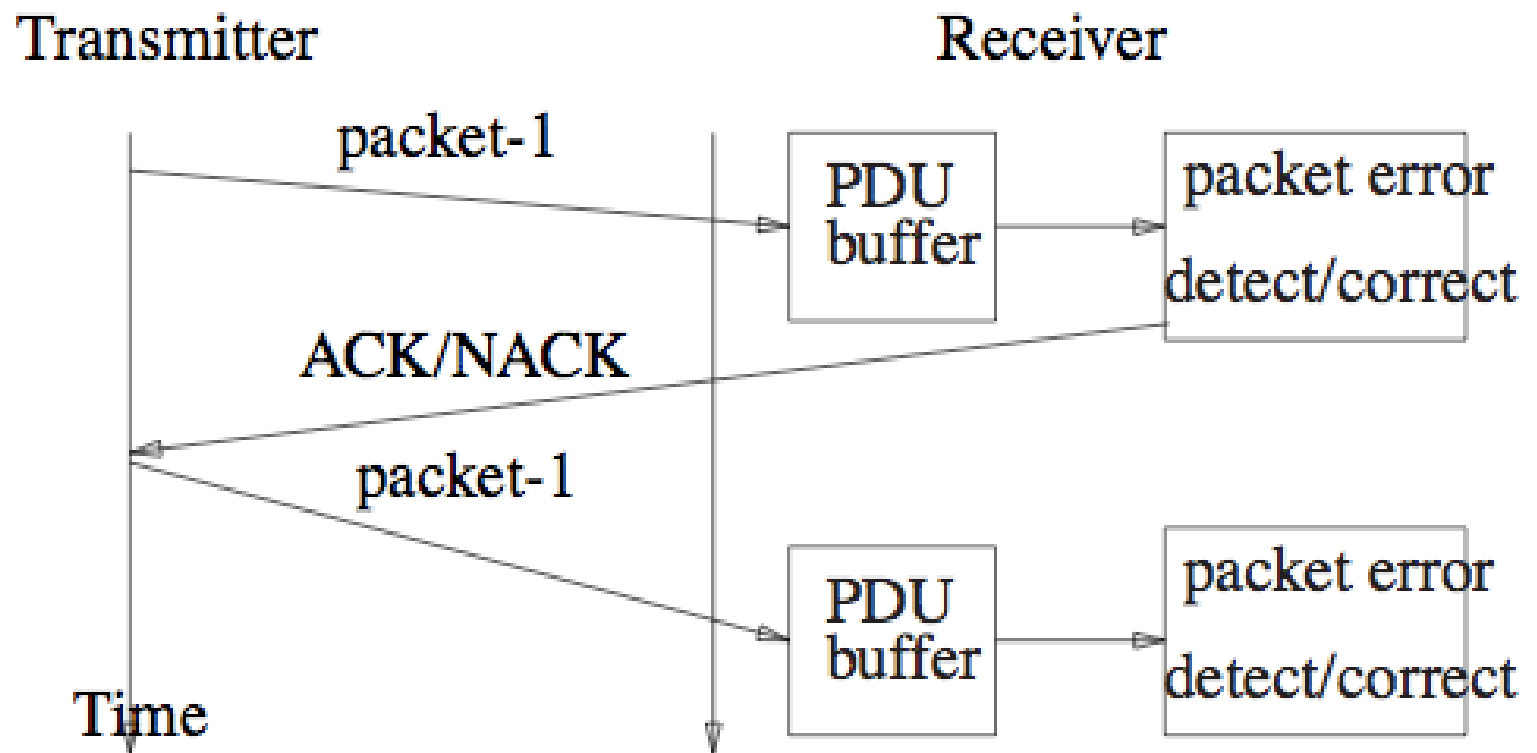 Transmitter
Receiver
packet-1
PDU
buffer
packet error
detect/correct
ACK/NACK
packet-1
PDU
buffer
packet error
detect/correct
Time